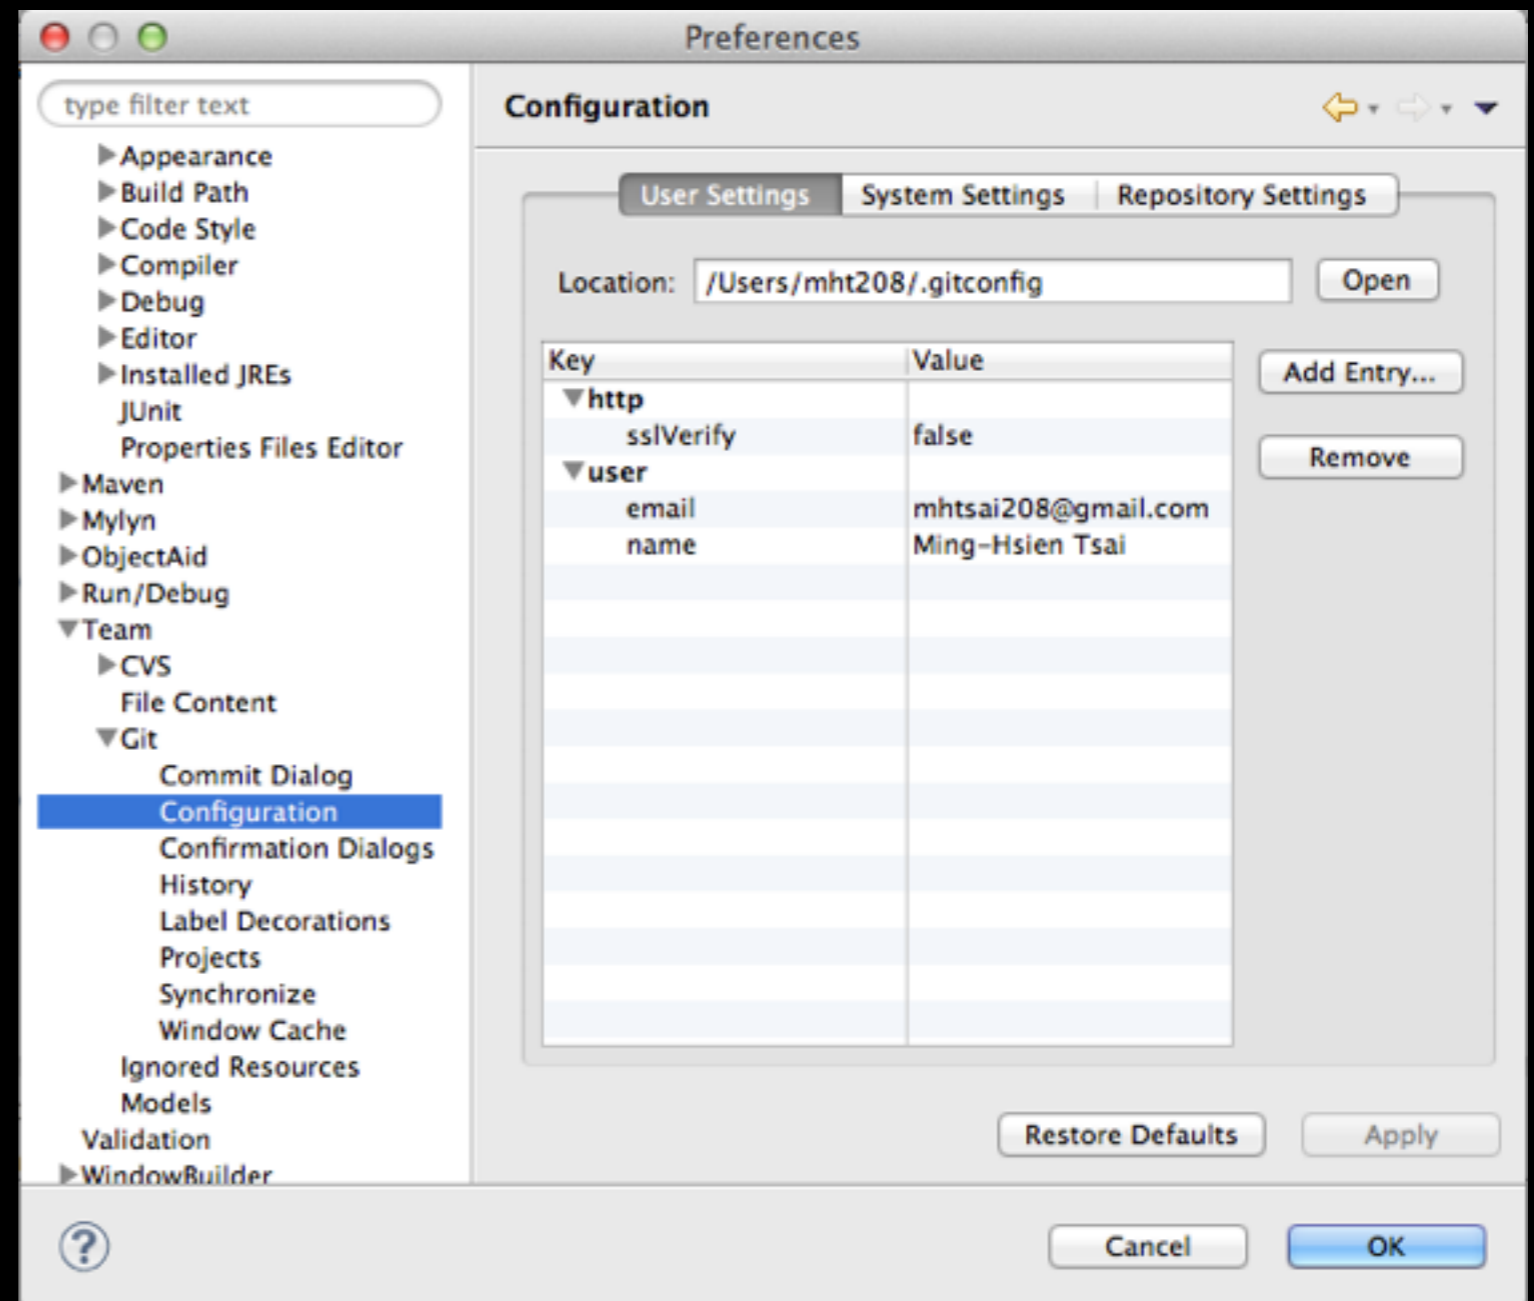 Preferences
type filter text
Appearance
Build Path
Code Style
Compiler
Debug
Editor
Installed JREs
JUnit
Properties Files Editor
Maven
Mylyn
ObjectAid
Run/Debug
Team
CVS
File Content
Git
Commit Dialog
Configuration
Confirmation Dialogs
History
Label Decorations
Projects
Synchronize
Window Cache
Ignored Resources
Models
Validation
WindowBuilder
Configuration
User Settings System Settings Repository Settings
Location: /Users/mht208/.gitconfig Open
Key Value
http
sslVerify false
user
email mhtsai208@gmail.com
name Ming-Hsien Tsai
Add Entry...
Remove
Restore Defaults Apply
? Cancel OK